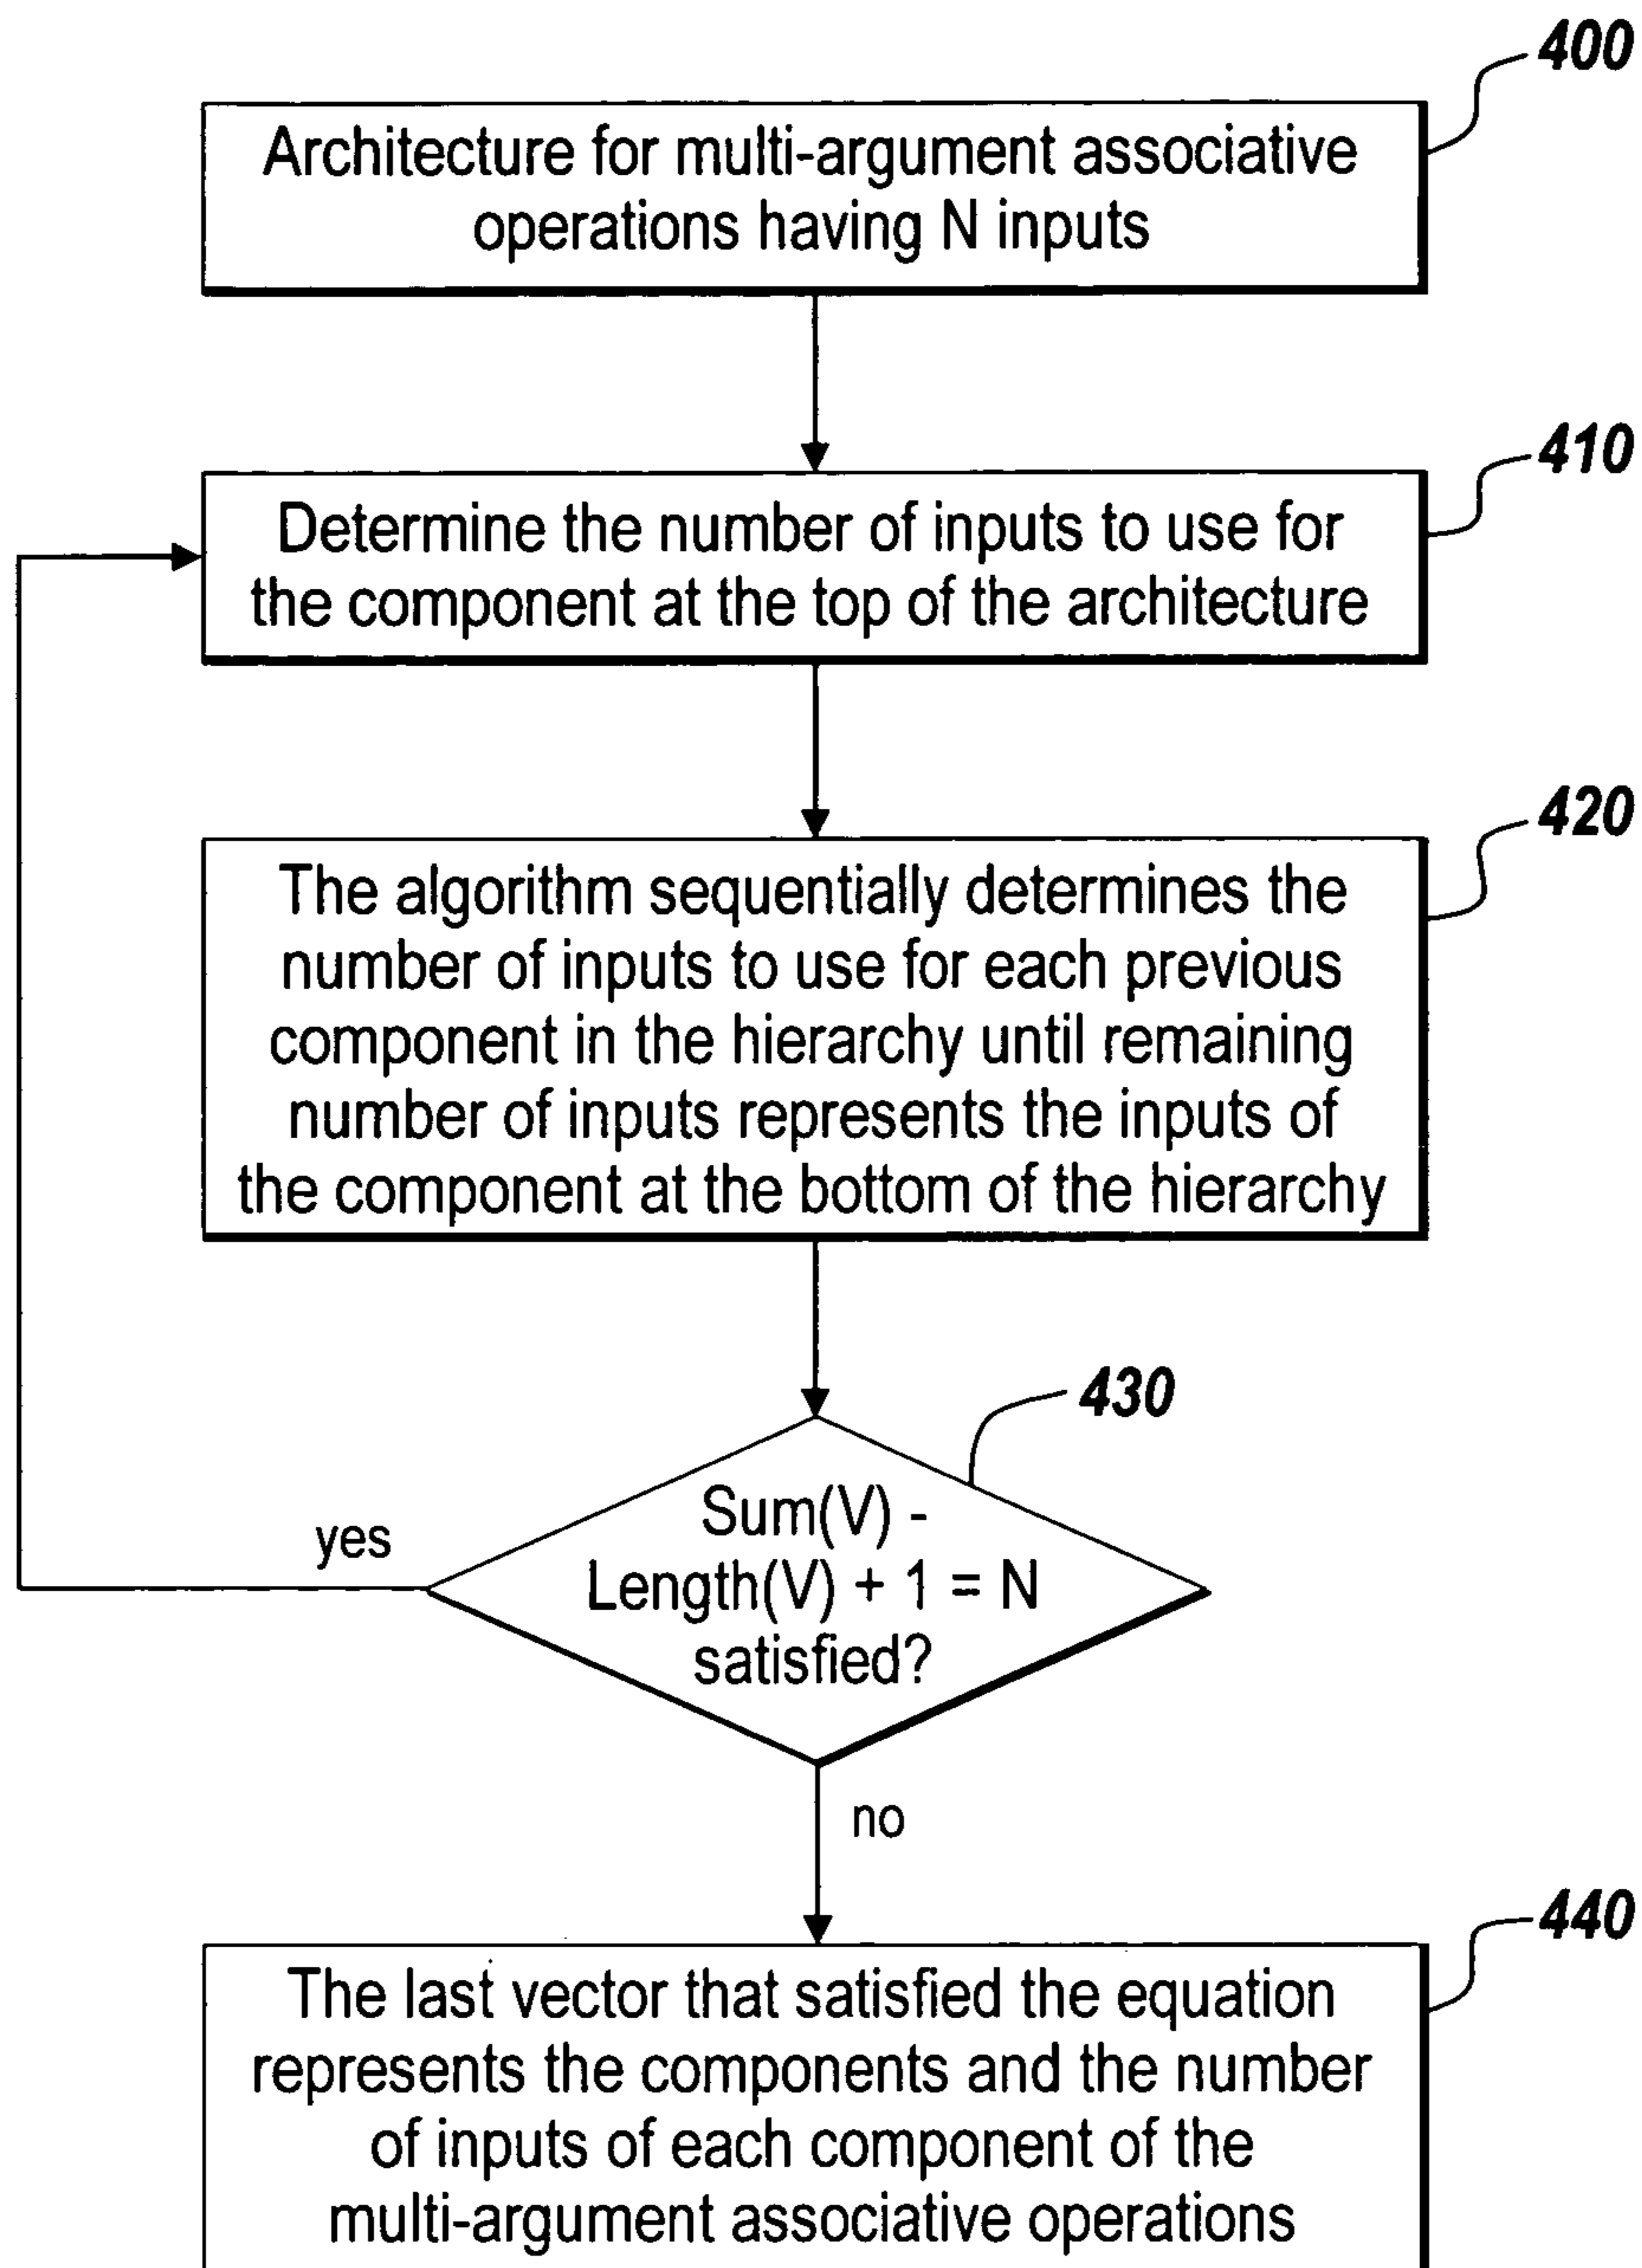 400
Architecture for multi-argument associative
operations having N inputs
410
Determine the number of inputs to use for
the component at the top of the architecture
420
The algorithm sequentially determines the
number of inputs to use for each previous
component in the hierarchy until remaining
number of inputs represents the inputs of
the component at the bottom of the hierarchy
430
Sum(V) -
Length(V) + 1 = N
satisfied?
yes
no
440
The last vector that satisfied the equation
represents the components and the number
of inputs of each component of the
multi-argument associative operations